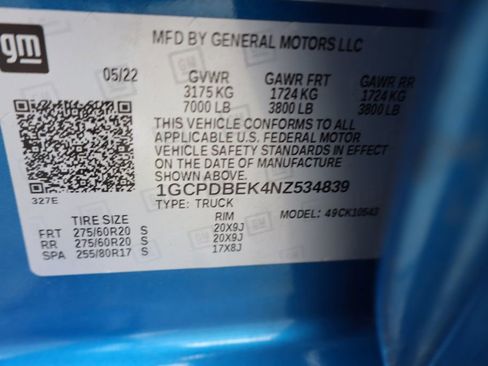 gm
MFD BY GENERAL MOTORS LLC
05/22 GVWR GAWR FRT GAWR RR
3175 KG 1724 KG 1724 KG
7000 LB 3800 LB 3800 LB
THIS VEHICLE CONFORMS TO ALL
APPLICABLE U.S. FEDERAL MOTOR
VEHICLE SAFETY STANDARDS IN EFFECT
ON THE DATE OF MANUFACTURE
SHOWN ABOVE.
1GCPDBEK4NZ534839
327E
TYPE: TRUCK MODEL: 49CK10543
TIRE SIZE RIM
FRT 275/60R20 S 20X9J
RR 275/60R20 S 20X9J
SPA 255/80R17 S 17X8J